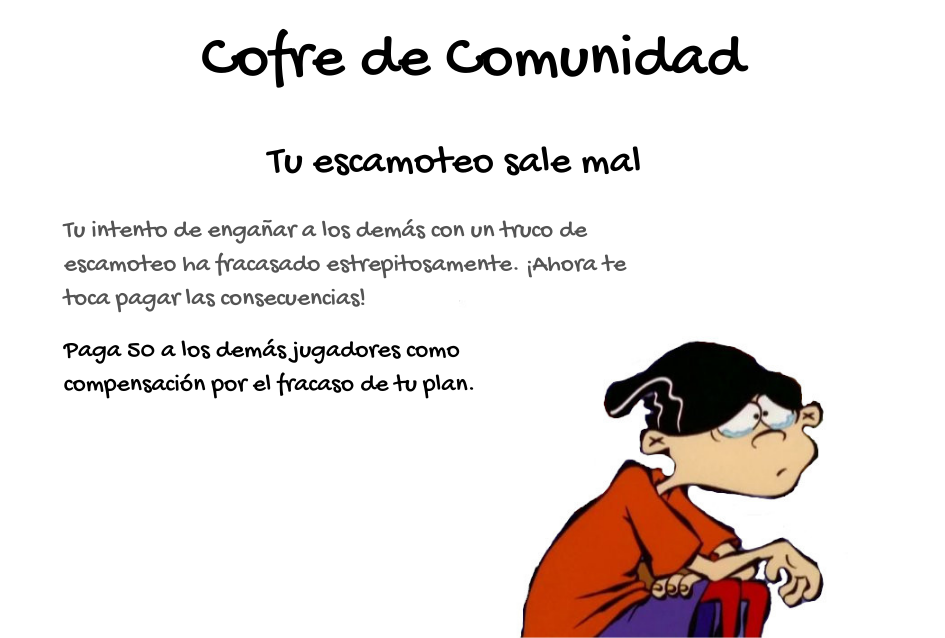 Cofre de Comunidad
Tu escamoteo sale mal
Tu intento de engañar a los demás con un truco de
escamoteo ha fracasado estrepitosamente. ¡Ahora te
toca pagar las consecuencias!
Paga 50 a los demás jugadores como
compensación por el fracaso de tu plan.